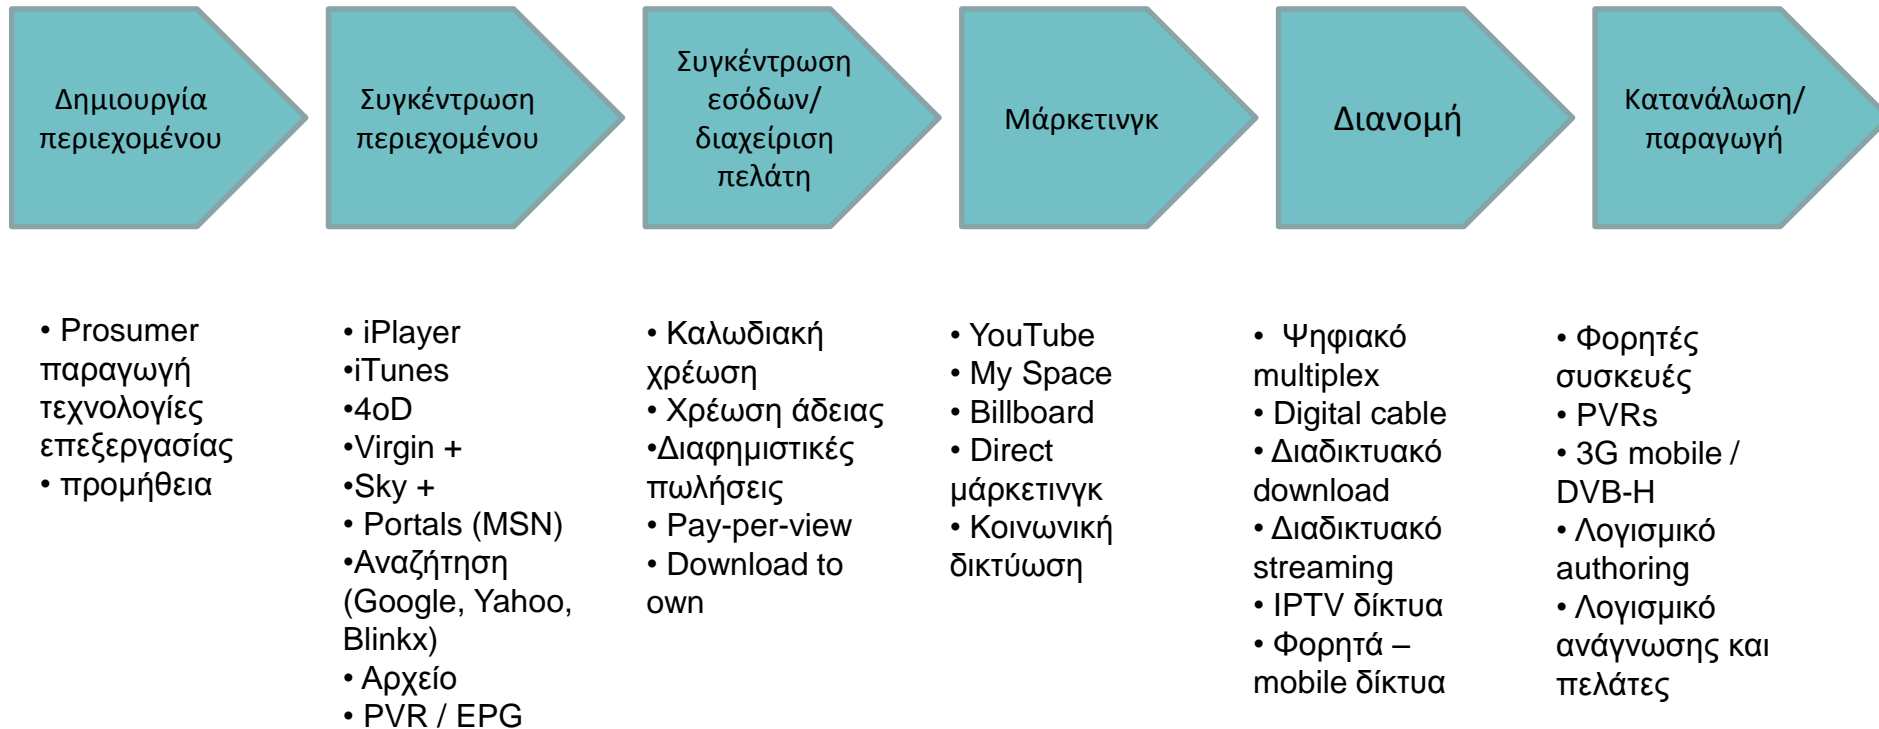 Δημιουργία
περιεχομένου
Συγκέντρωση
περιεχομένου
Συγκέντρωση
εσόδων/
διαχείριση
πελάτη
Μάρκετινγκ
Διανομή
Κατανάλωση/
παραγωγή
• Prosumer
παραγωγή
τεχνολογίες
επεξεργασίας
• προμήθεια
• iPlayer
•iTunes
•4oD
•Virgin +
•Sky +
• Portals (MSN)
•Αναζήτηση
(Google, Yahoo,
Blinkx)
• Αρχείο
• PVR / EPG
• Καλωδιακή
χρέωση
• Χρέωση άδειας
•Διαφημιστικές
πωλήσεις
• Pay-per-view
• Download to
own
• YouTube
• My Space
• Billboard
• Direct
μάρκετινγκ
• Κοινωνική
δικτύωση
• Ψηφιακό
multiplex
• Digital cable
• Διαδικτυακό
download
• Διαδικτυακό
streaming
• IPTV δίκτυα
• Φορητά –
mobile δίκτυα
• Φορητές
συσκευές
• PVRs
• 3G mobile /
DVB-H
• Λογισμικό
authoring
• Λογισμικό
ανάγνωσης και
πελάτες